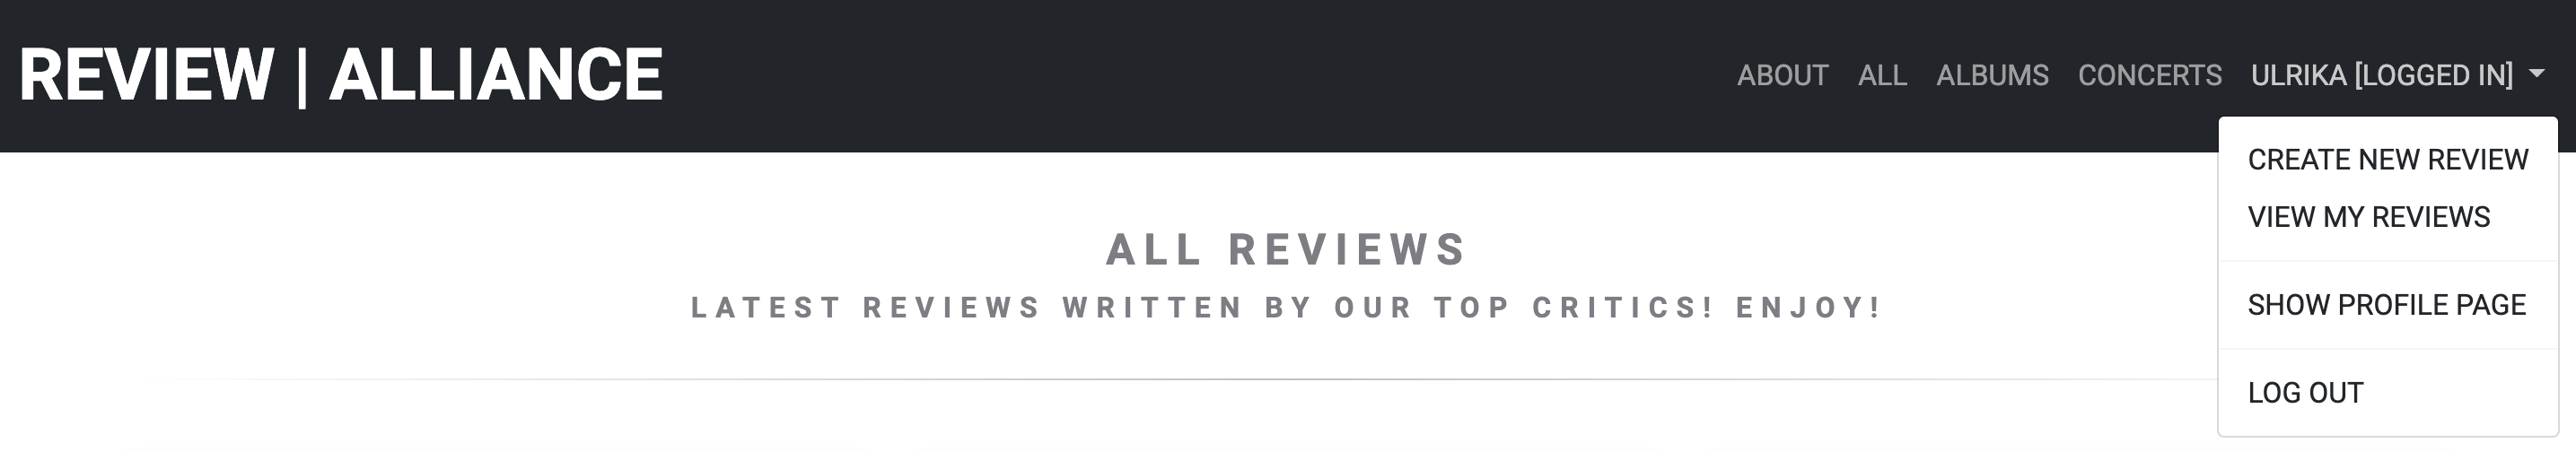 REVIEW | ALLIANCE
ABOUT ALL ALBUMS CONCERTS ULRIKA [LOGGED IN]
CREATE NEW REVIEW
VIEW MY REVIEWS
SHOW PROFILE PAGE
LOG OUT
ALL REVIEWS
LATEST REVIEWS WRITTEN BY OUR TOP CRITICS! ENJOY!